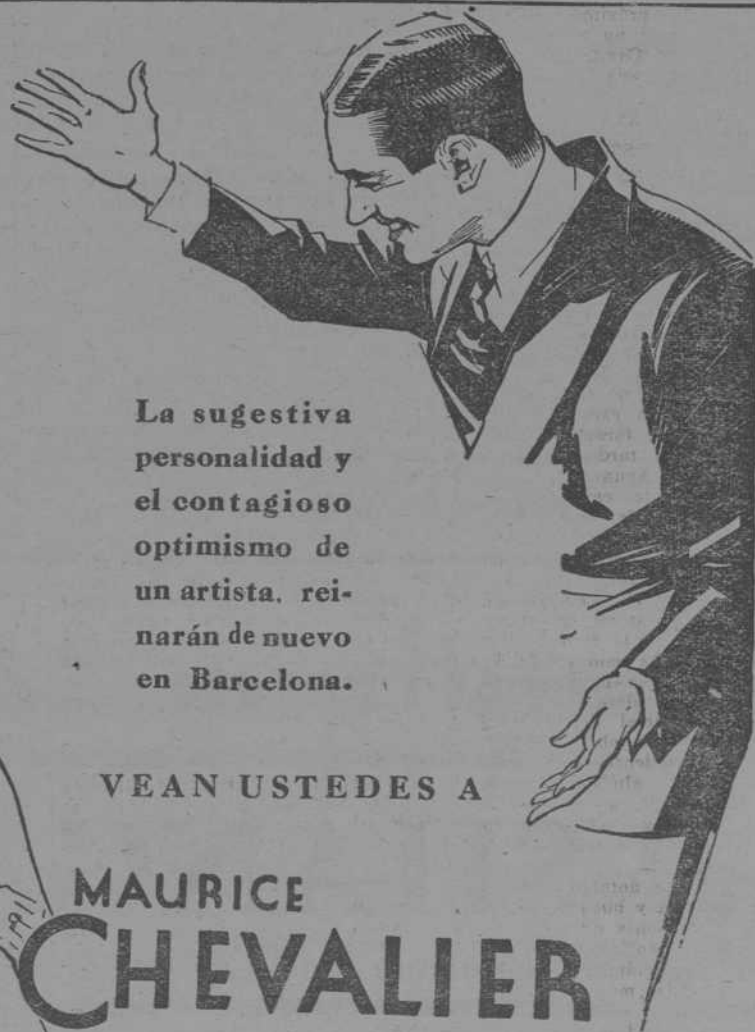 La sugestiva
personalidad y
el contagioso
optimismo de
un artista, rei-
narán de nuevo
en Barcelona.
VEAN USTEDES A
MAURICE
CHEVALIER